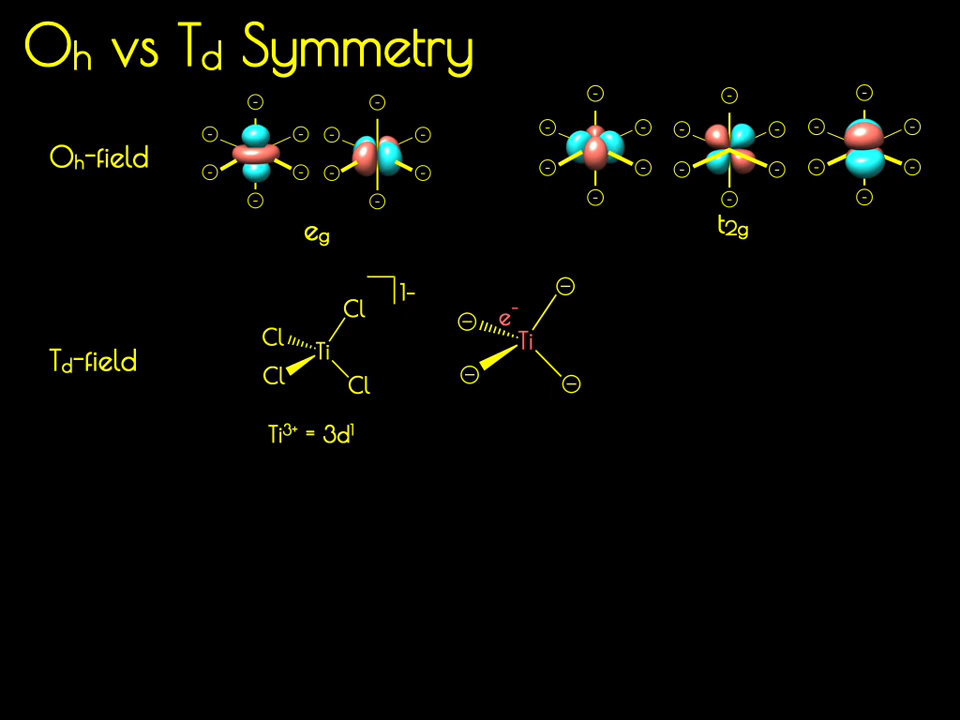 Oh vs Td Symmetry
Oh-field
- - - - - -
- - - - - -
- - - - - -
- - - - - -
- - - - - -
eg
t2g
Td-field
Cl
Cl
Ti
Cl
Cl
1-
e-
Ti
- - - -
Ti3+ = 3d1